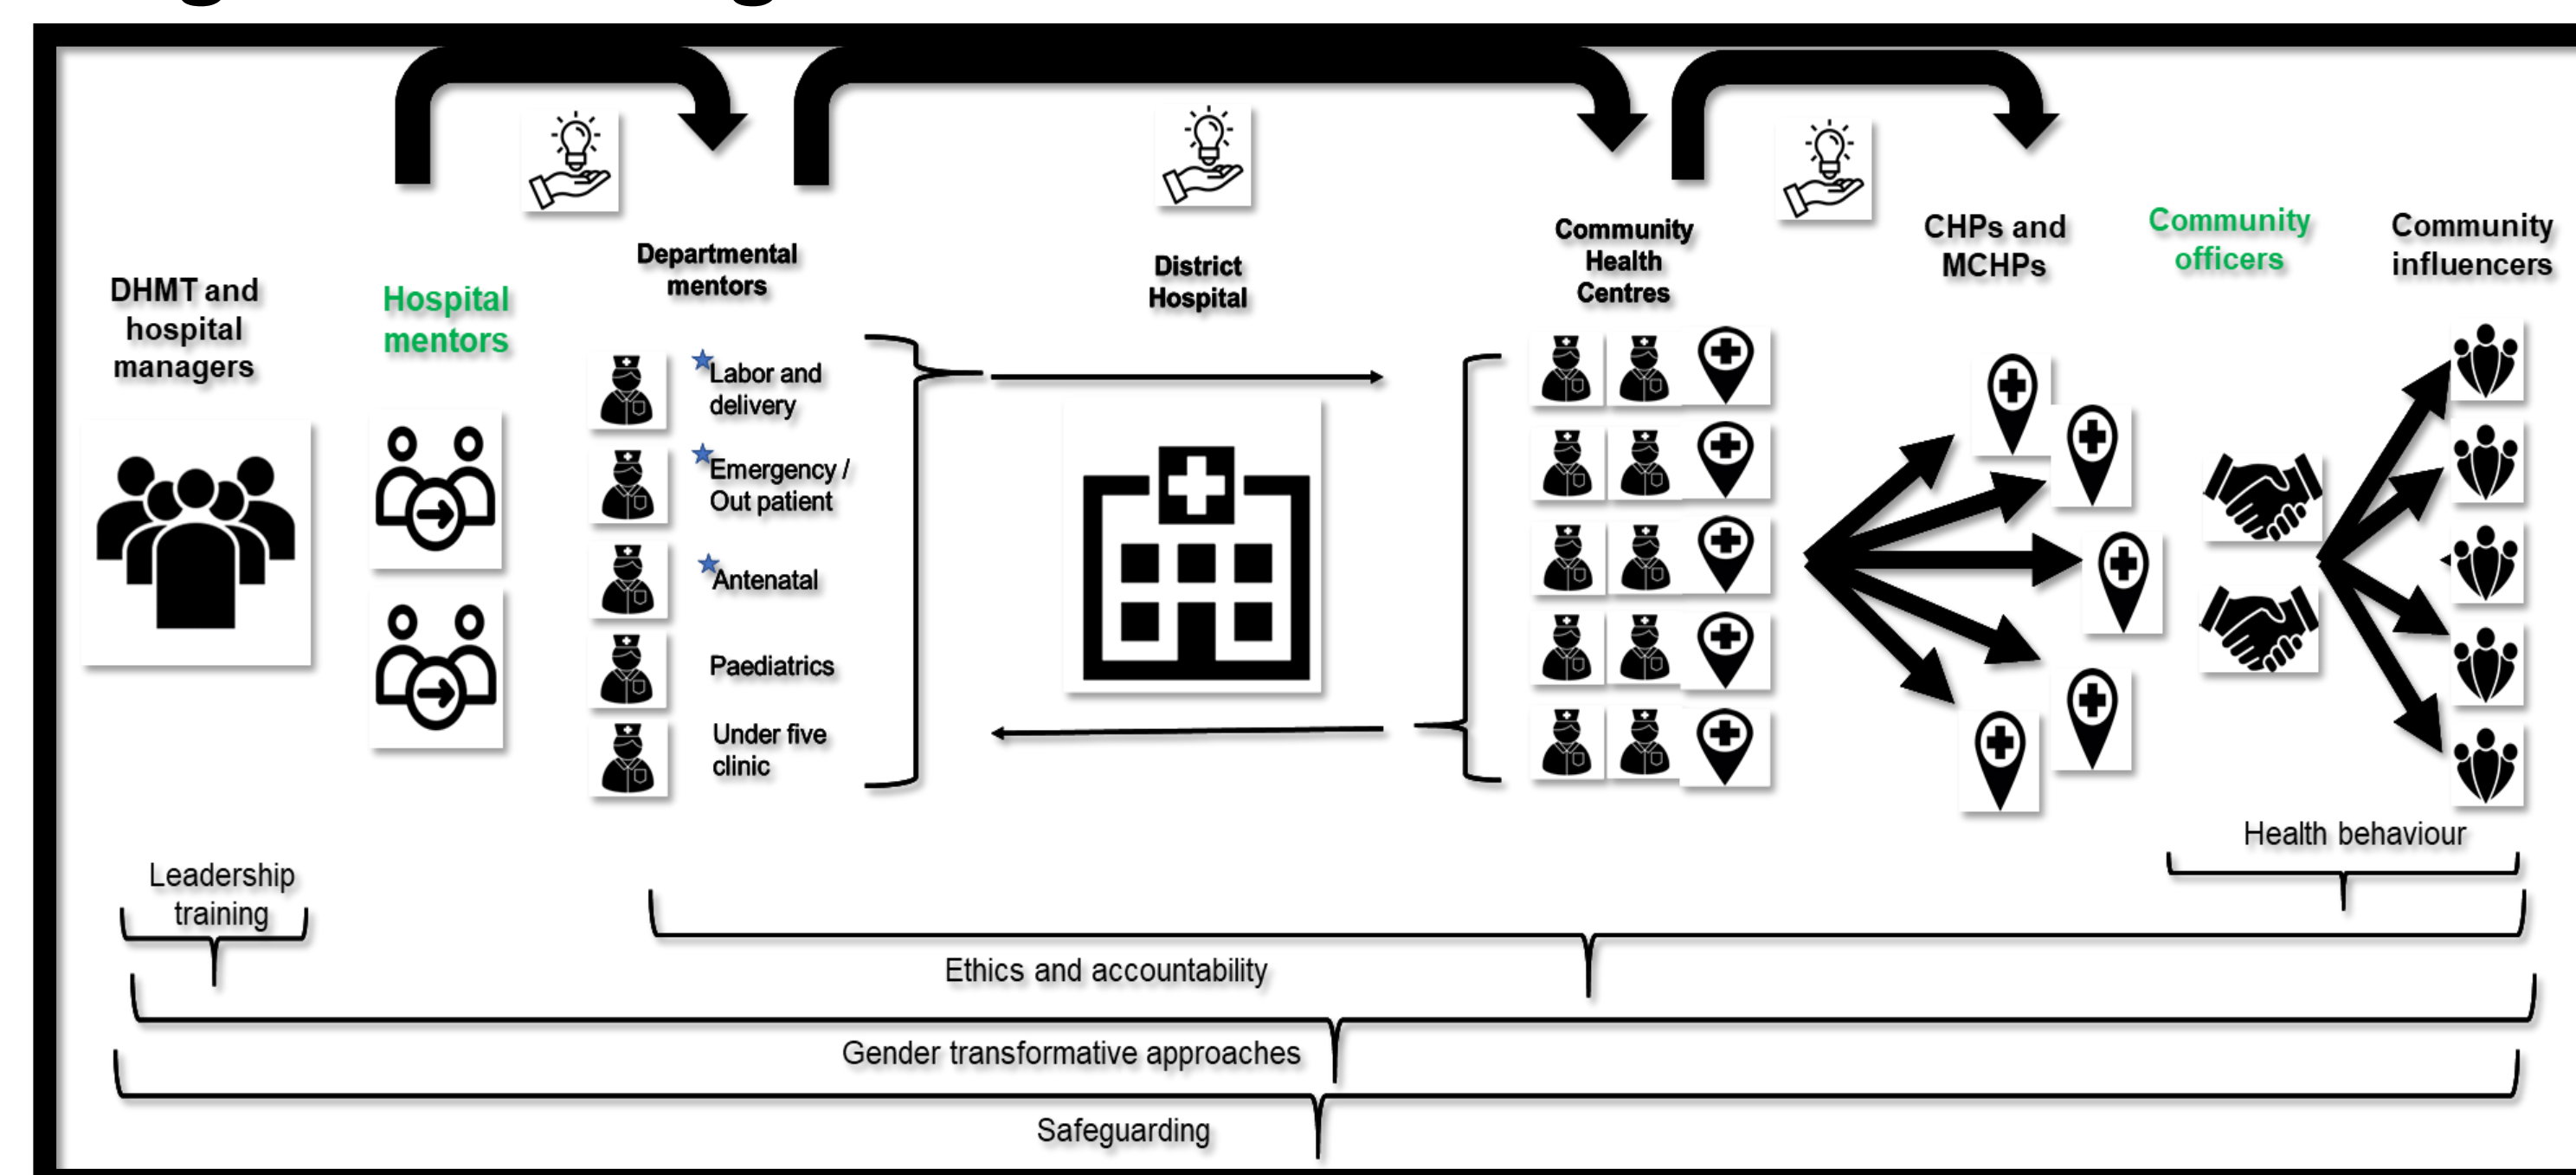 DHMT and
hospital
managers
Hospital
mentors
Departmental
mentors
Labor and
delivery
Emergency /
Out patient
Antenatal
Paediatrics
Under five
clinic
District
Hospital
Community
Health
Centres
CHPs and
MCHPs
Community
officers
Community
influencers
Health behaviour
Leadership
training
Ethics and accountability
Gender transformative approaches
Safeguarding